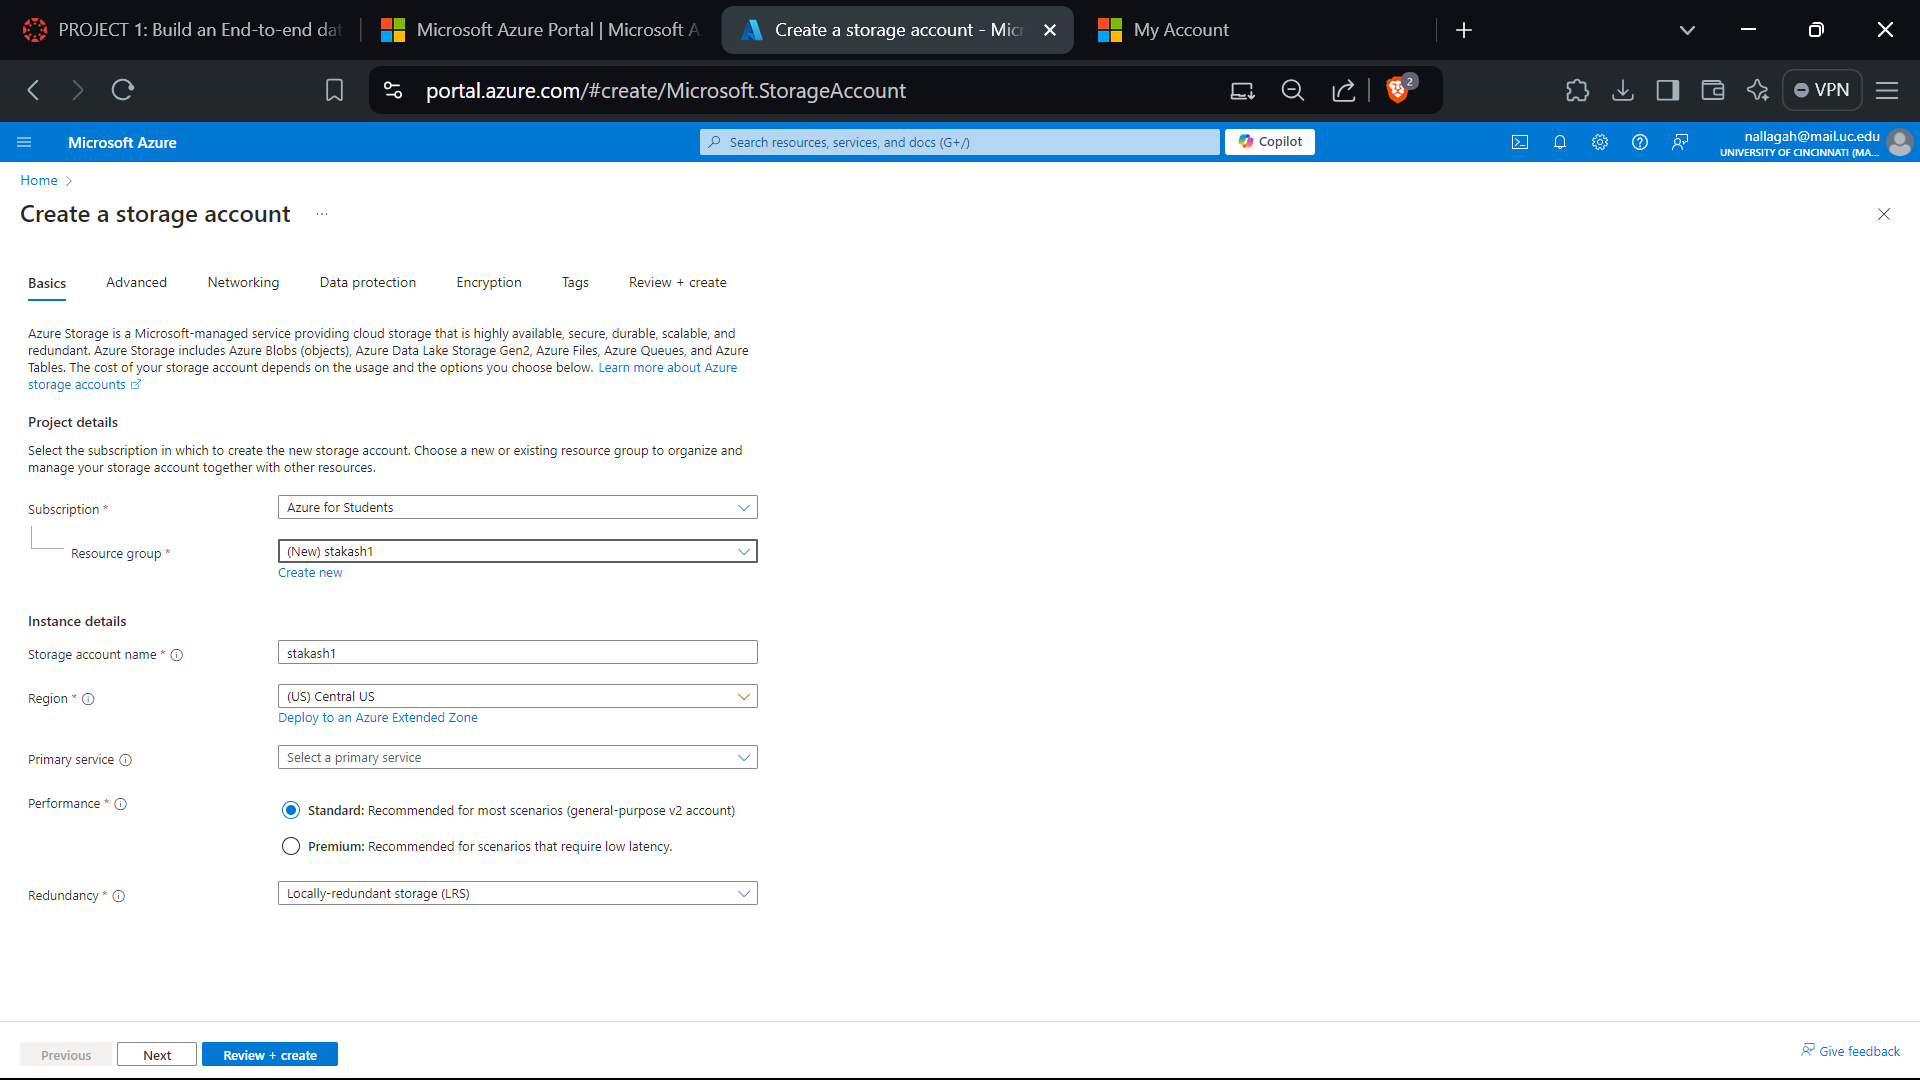 PROJECT 1: Build an End-to-end dat
Microsoft Azure Portal | Microsoft A
Create a storage account - Micr
My Account
portal.azure.com/#create/Microsoft.StorageAccount
2
VPN
Microsoft Azure
Search resources, services, and docs (G+/)
Copilot
nallagah@mail.uc.edu
UNIVERSITY OF CINCINNATI (MA...
Home
Create a storage account
...
Basics
Advanced
Networking
Data protection
Encryption
Tags
Review + create
Azure Storage is a Microsoft-managed service providing cloud storage that is highly available, secure, durable, scalable, and
redundant. Azure Storage includes Azure Blobs (objects), Azure Data Lake Storage Gen2, Azure Files, Azure Queues, and Azure
Tables. The cost of your storage account depends on the usage and the options you choose below. Learn more about Azure
storage accounts
Project details
Select the subscription in which to create the new storage account. Choose a new or existing resource group to organize and
manage your storage account together with other resources.
Subscription *
Azure for Students
Resource group *
(New) stakash1
Create new
Instance details
Storage account name *
stakash1
Region *
(US) Central US
Deploy to an Azure Extended Zone
Primary service
Select a primary service
Performance *
Standard: Recommended for most scenarios (general-purpose v2 account)
Premium: Recommended for scenarios that require low latency.
Redundancy *
Locally-redundant storage (LRS)
Previous
Next
Review + create
Give feedback